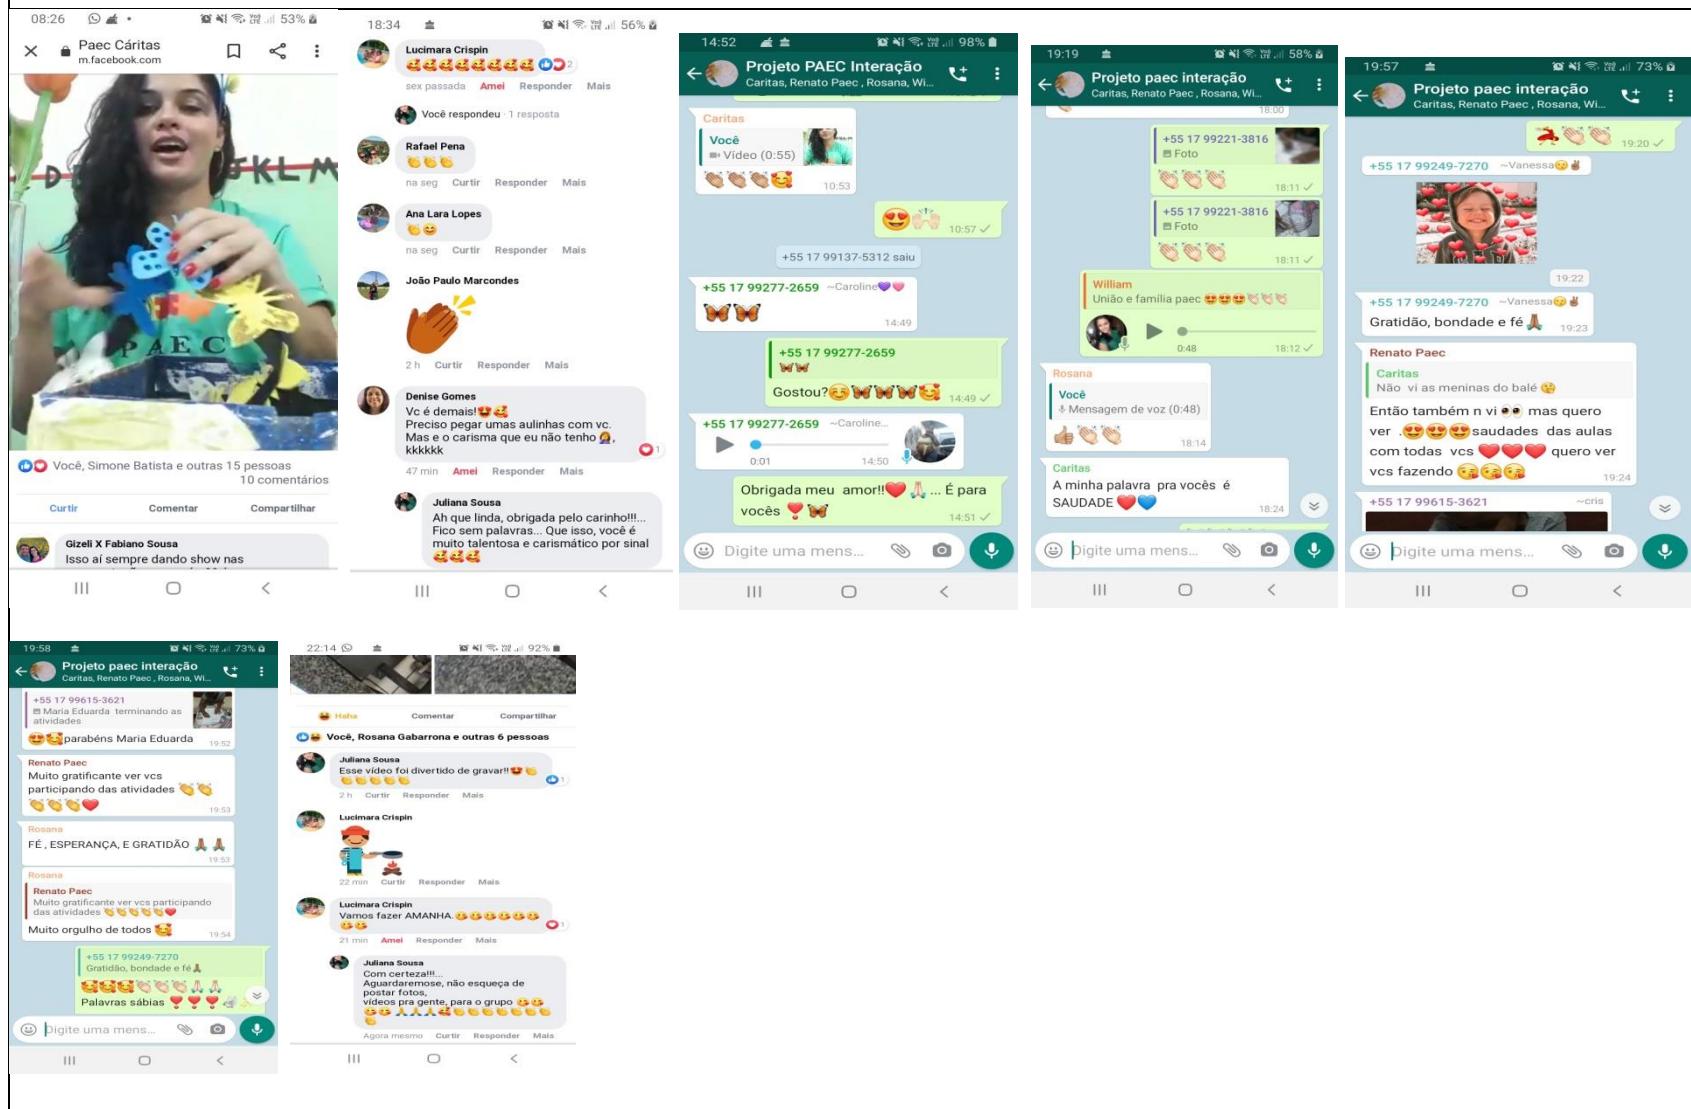 08:26
53%
Paec Cáritas
m.facebook.com
D E
J K L M
PAEC
Você, Simone Batista e outras 15 pessoas
10 comentários
Curtir Comentar Compartilhar
Gizeli X Fabiano Sousa
Isso aí sempre dando show nas
18:34
56%
Lucimara Crispin
🥰🥰🥰🥰🥰🥰🥰🥰 2
sex passada Amei Responder Mais
Você respondeu · 1 resposta
Rafael Pena
👏👏👏
na seg Curtir Responder Mais
Ana Lara Lopes
👏😊
na seg Curtir Responder Mais
João Paulo Marcondes
2 h Curtir Responder Mais
Denise Gomes
Vc é demais!😍🥰
Preciso pegar umas aulinhas com vc.
Mas e o carisma que eu não tenho 🤦‍♀️,
kkkkkk
1
47 min Amei Responder Mais
Juliana Sousa
Ah que linda, obrigada pelo carinho!!!...
Fico sem palavras... Que isso, você é
muito talentosa e carismático por sinal
🥰🥰🥰
14:52
98%
Projeto PAEC Interação
Caritas, Renato Paec , Rosana, Wi...
Caritas
Você
Vídeo (0:55)
👏🏼👏🏼👏🏼🥰 10:53
😍🙌🏻 10:57
+55 17 99137-5312 saiu
+55 17 99277-2659 ~Caroline💜💗
🦋🦋
14:49
+55 17 99277-2659
🦋🦋
Gostou?☺️🦋🦋🦋🥰 14:49
+55 17 99277-2659 ~Caroline...
0:01 14:50
Obrigada meu amor!!❤️🙏🏻... É para
vocês ❣️🦋 14:51
Digite uma mens...
19:19
58%
Projeto paec interação
Caritas, Renato Paec , Rosana, Wi...
18:00
+55 17 99221-3816
Foto
👏🏻👏🏻👏🏻 18:11
+55 17 99221-3816
Foto
👏🏻👏🏻👏🏻 18:11
William
União e família paec 😍😍😍👏🏻👏🏻👏🏻
0:48 18:12
Rosana
Você
Mensagem de voz (0:48)
👍🏼👏🏼👏🏼 18:14
Caritas
A minha palavra pra vocês é
SAUDADE ❤️💙 18:24
Digite uma mens...
19:57
73%
Projeto paec interação
Caritas, Renato Paec , Rosana, Wi...
💃🏻👏🏻👏🏻 19:20
+55 17 99249-7270 ~Vanessa😏✌🏽
19:22
+55 17 99249-7270 ~Vanessa😏✌🏽
Gratidão, bondade e fé🙏🏽 19:23
Renato Paec
Caritas
Não vi as meninas do balé 😘
Então também n vi 👀 mas quero
ver .😍😍😍saudades das aulas
com todas vcs ❤️❤️❤️ quero ver
vcs fazendo 😘😘😘 19:24
+55 17 99615-3621 ~cris
Digite uma mens...
19:58
73%
Projeto paec interação
Caritas, Renato Paec , Rosana, Wi...
+55 17 99615-3621
Maria Eduarda terminando as
atividades
😍🥰parabéns Maria Eduarda 19:52
Renato Paec
Muito gratificante ver vcs
participando das atividades 👏👏
👏👏👏❤️ 19:53
Rosana
FÉ , ESPERANÇA, E GRATIDÃO 🙏🏽🙏🏽
19:53
Rosana
Renato Paec
Muito gratificante ver vcs participando
das atividades 👏👏👏👏👏❤️
Muito orgulho de todos 🥰 19:54
+55 17 99249-7270
Gratidão, bondade e fé🙏🏽
🥰🥰🥰👏🏻👏🏻👏🏻🙏🏻🙏🏻
Palavras sábias ❣️❣️❣️
Digite uma mens...
22:14
92%
Haha Comentar Compartilhar
Você, Rosana Gabarrona e outras 6 pessoas
Juliana Sousa
Esse vídeo foi divertido de gravar!!😍👏
👏👏👏👏👏 1
2 h Curtir Responder Mais
Lucimara Crispin
22 min Curtir Responder Mais
Lucimara Crispin
Vamos fazer AMANHA.😘😘😘😘😘😘
😘😘 1
21 min Amei Responder Mais
Juliana Sousa
Com certeza!!!...
Aguardaremose, não esqueça de
postar fotos,
vídeos pra gente, para o grupo 😘😘
😘😘🙏🙏🙏🥰👏👏👏👏👏👏👏
👏
Agora mesmo Curtir Responder Mais